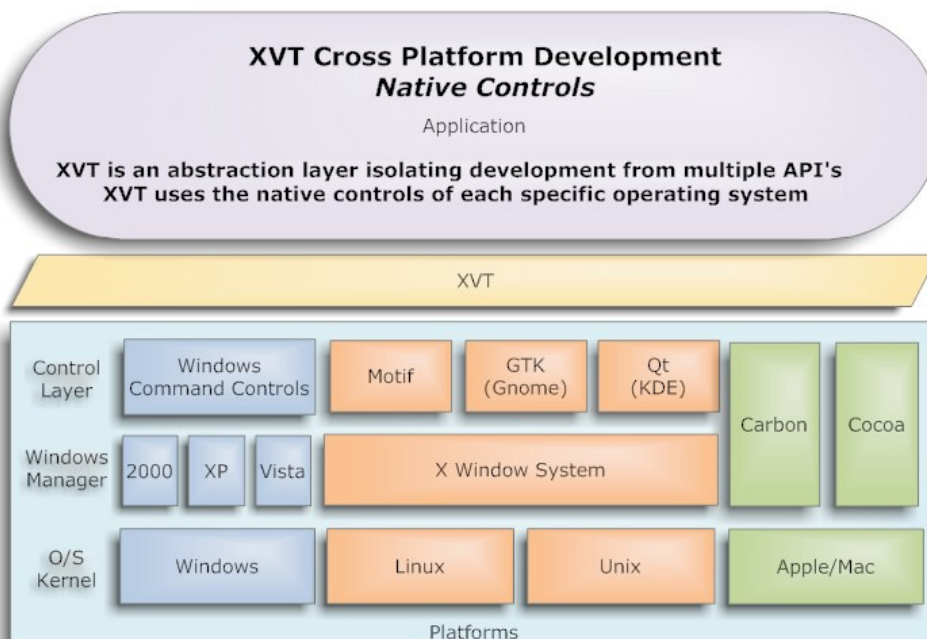 XVT Cross Platform Development
Native Controls
Application
XVT is an abstraction layer isolating development from multiple API's
XVT uses the native controls of each specific operating system
XVT
Control
Layer
Windows
Command Controls
Motif
GTK
(Gnome)
Qt
(KDE)
Carbon
Cocoa
Windows
Manager
2000
XP
Vista
X Window System
O/S
Kernel
Windows
Linux
Unix
Apple/Mac
Platforms